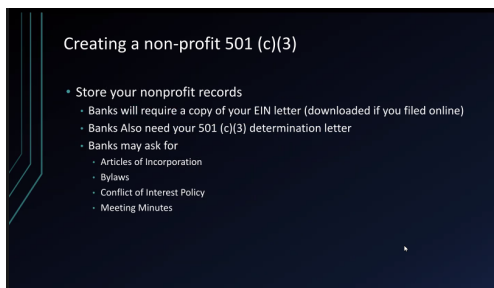 Creating a non-profit 501 (c)(3)
• Store your nonprofit records
• Banks will require a copy of your EIN letter (downloaded if you filed online)
• Banks Also need your 501 (c)(3) determination letter
• Banks may ask for
• Articles of Incorporation
• Bylaws
• Conflict of Interest Policy
• Meeting Minutes